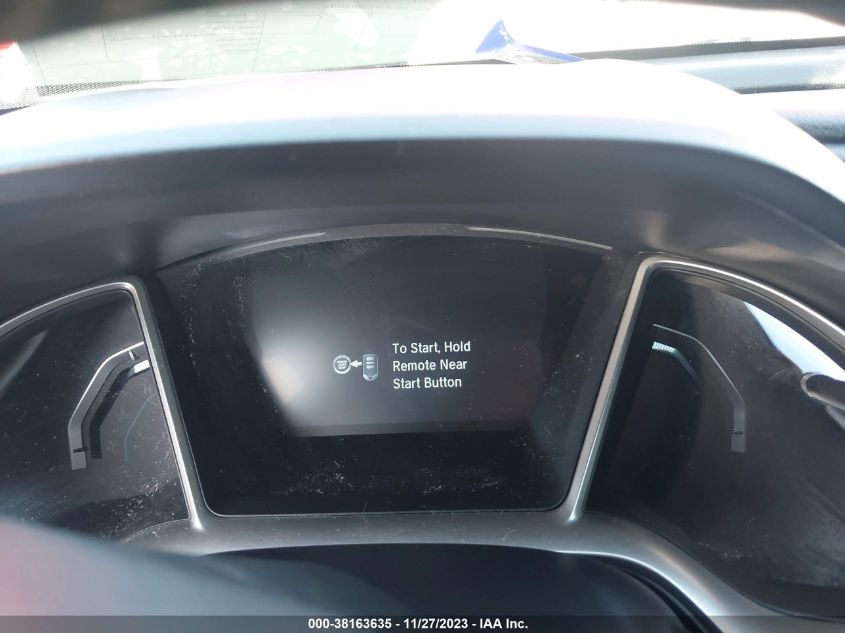 To Start, Hold
Remote Near
Start Button
H
C
000-38163635 - 11/27/2023 - IAA Inc.